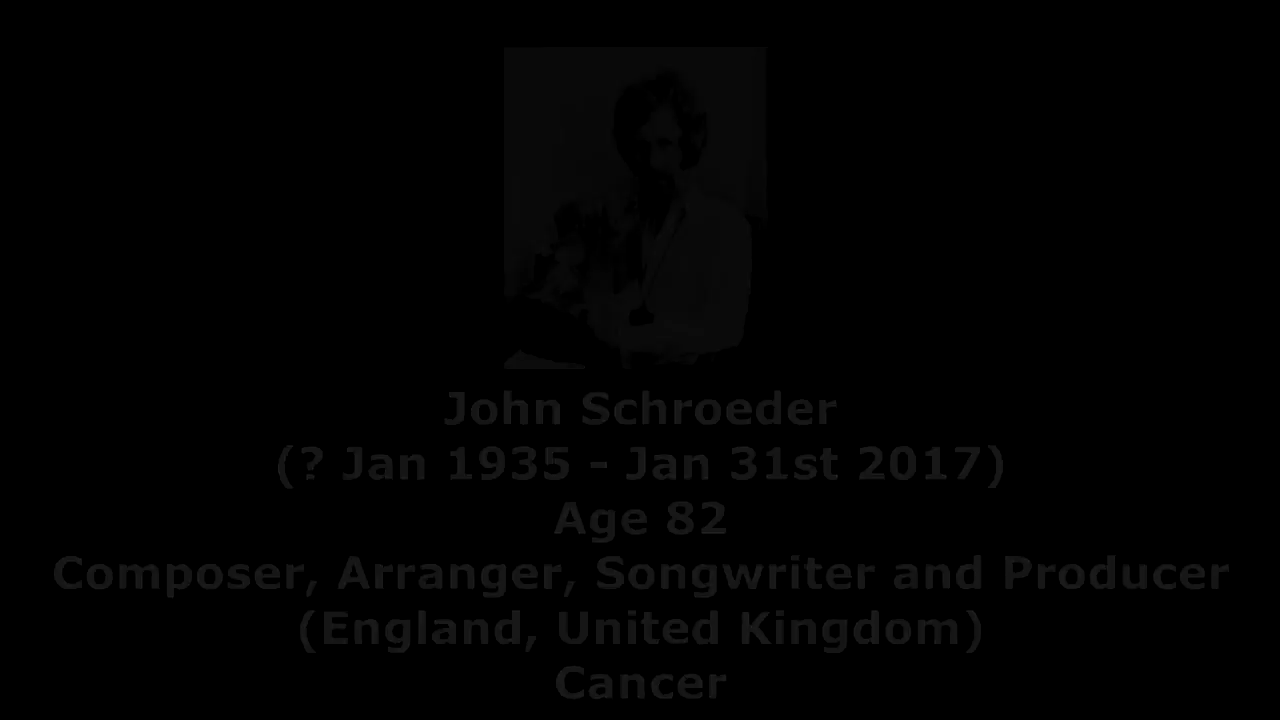 John Schroeder
(? Jan 1935 - Jan 31st 2017)
Age 82
Composer, Arranger, Songwriter and Producer
(England, United Kingdom)
Cancer